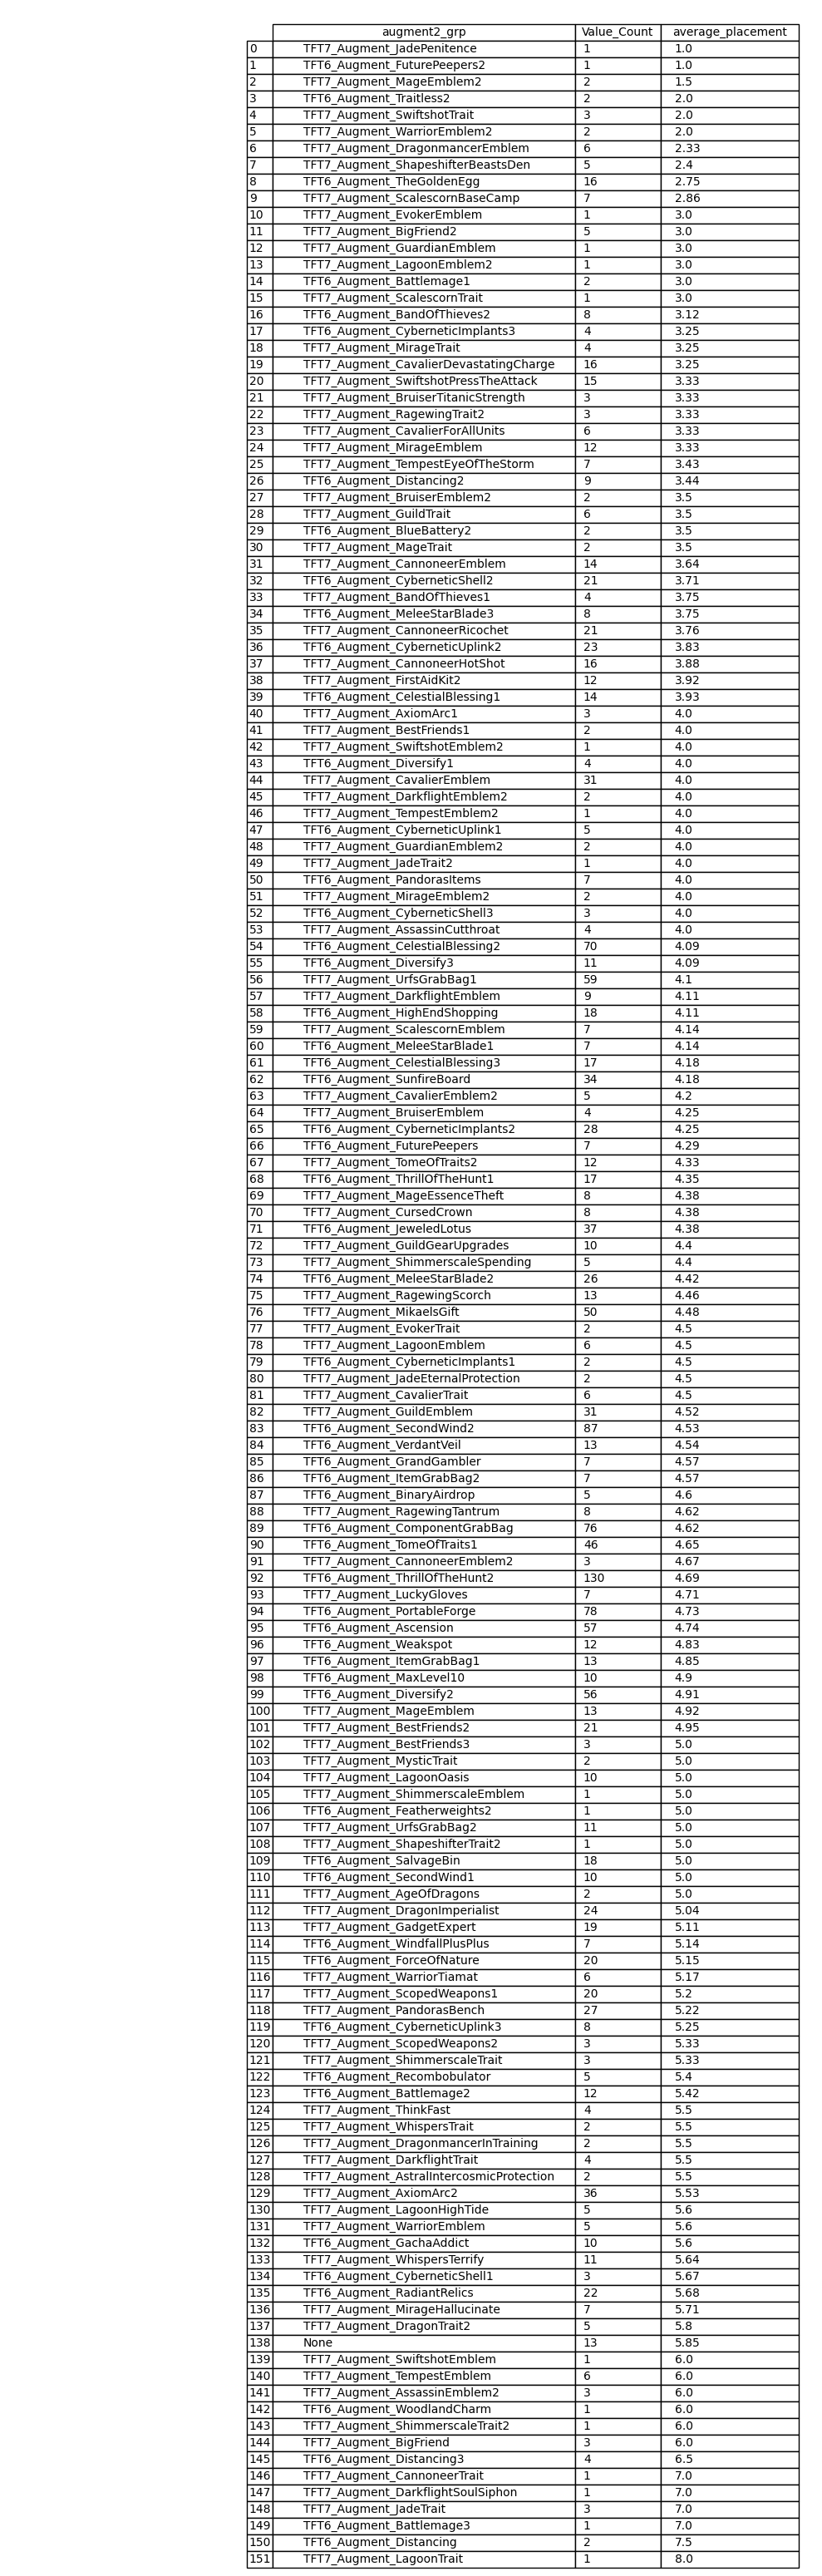 augment2_grp Value_Count average_placement
0 TFT7_Augment_JadePenitence 1 1.0
1 TFT6_Augment_FuturePeepers2 1 1.0
2 TFT7_Augment_MageEmblem2 2 1.5
3 TFT6_Augment_Traitless2 2 2.0
4 TFT7_Augment_SwiftshotTrait 3 2.0
5 TFT7_Augment_WarriorEmblem2 2 2.0
6 TFT7_Augment_DragonmancerEmblem 6 2.33
7 TFT7_Augment_ShapeshifterBeastsDen 5 2.4
8 TFT6_Augment_TheGoldenEgg 16 2.75
9 TFT7_Augment_ScalescornBaseCamp 7 2.86
10 TFT7_Augment_EvokerEmblem 1 3.0
11 TFT7_Augment_BigFriend2 5 3.0
12 TFT7_Augment_GuardianEmblem 1 3.0
13 TFT7_Augment_LagoonEmblem2 1 3.0
14 TFT6_Augment_Battlemage1 2 3.0
15 TFT7_Augment_ScalescornTrait 1 3.0
16 TFT6_Augment_BandOfThieves2 8 3.12
17 TFT6_Augment_CyberneticImplants3 4 3.25
18 TFT7_Augment_MirageTrait 4 3.25
19 TFT7_Augment_CavalierDevastatingCharge 16 3.25
20 TFT7_Augment_SwiftshotPressTheAttack 15 3.33
21 TFT7_Augment_BruiserTitanicStrength 3 3.33
22 TFT7_Augment_RagewingTrait2 3 3.33
23 TFT7_Augment_CavalierForAllUnits 6 3.33
24 TFT7_Augment_MirageEmblem 12 3.33
25 TFT7_Augment_TempestEyeOfTheStorm 7 3.43
26 TFT6_Augment_Distancing2 9 3.44
27 TFT7_Augment_BruiserEmblem2 2 3.5
28 TFT7_Augment_GuildTrait 6 3.5
29 TFT6_Augment_BlueBattery2 2 3.5
30 TFT7_Augment_MageTrait 2 3.5
31 TFT7_Augment_CannoneerEmblem 14 3.64
32 TFT6_Augment_CyberneticShell2 21 3.71
33 TFT7_Augment_BandOfThieves1 4 3.75
34 TFT6_Augment_MeleeStarBlade3 8 3.75
35 TFT7_Augment_CannoneerRicochet 21 3.76
36 TFT6_Augment_CyberneticUplink2 23 3.83
37 TFT7_Augment_CannoneerHotShot 16 3.88
38 TFT7_Augment_FirstAidKit2 12 3.92
39 TFT6_Augment_CelestialBlessing1 14 3.93
40 TFT7_Augment_AxiomArc1 3 4.0
41 TFT7_Augment_BestFriends1 2 4.0
42 TFT7_Augment_SwiftshotEmblem2 1 4.0
43 TFT6_Augment_Diversify1 4 4.0
44 TFT7_Augment_CavalierEmblem 31 4.0
45 TFT7_Augment_DarkflightEmblem2 2 4.0
46 TFT7_Augment_TempestEmblem2 1 4.0
47 TFT6_Augment_CyberneticUplink1 5 4.0
48 TFT7_Augment_GuardianEmblem2 2 4.0
49 TFT7_Augment_JadeTrait2 1 4.0
50 TFT6_Augment_PandorasItems 7 4.0
51 TFT7_Augment_MirageEmblem2 2 4.0
52 TFT6_Augment_CyberneticShell3 3 4.0
53 TFT7_Augment_AssassinCutthroat 4 4.0
54 TFT6_Augment_CelestialBlessing2 70 4.09
55 TFT6_Augment_Diversify3 11 4.09
56 TFT7_Augment_UrfsGrabBag1 59 4.1
57 TFT7_Augment_DarkflightEmblem 9 4.11
58 TFT6_Augment_HighEndShopping 18 4.11
59 TFT7_Augment_ScalescornEmblem 7 4.14
60 TFT6_Augment_MeleeStarBlade1 7 4.14
61 TFT6_Augment_CelestialBlessing3 17 4.18
62 TFT6_Augment_SunfireBoard 34 4.18
63 TFT7_Augment_CavalierEmblem2 5 4.2
64 TFT7_Augment_BruiserEmblem 4 4.25
65 TFT6_Augment_CyberneticImplants2 28 4.25
66 TFT6_Augment_FuturePeepers 7 4.29
67 TFT7_Augment_TomeOfTraits2 12 4.33
68 TFT6_Augment_ThrillOfTheHunt1 17 4.35
69 TFT7_Augment_MageEssenceTheft 8 4.38
70 TFT7_Augment_CursedCrown 8 4.38
71 TFT6_Augment_JeweledLotus 37 4.38
72 TFT7_Augment_GuildGearUpgrades 10 4.4
73 TFT7_Augment_ShimmerscaleSpending 5 4.4
74 TFT6_Augment_MeleeStarBlade2 26 4.42
75 TFT7_Augment_RagewingScorch 13 4.46
76 TFT7_Augment_MikaelsGift 50 4.48
77 TFT7_Augment_EvokerTrait 2 4.5
78 TFT7_Augment_LagoonEmblem 6 4.5
79 TFT6_Augment_CyberneticImplants1 2 4.5
80 TFT7_Augment_JadeEternalProtection 2 4.5
81 TFT7_Augment_CavalierTrait 6 4.5
82 TFT7_Augment_GuildEmblem 31 4.52
83 TFT6_Augment_SecondWind2 87 4.53
84 TFT6_Augment_VerdantVeil 13 4.54
85 TFT6_Augment_GrandGambler 7 4.57
86 TFT6_Augment_ItemGrabBag2 7 4.57
87 TFT6_Augment_BinaryAirdrop 5 4.6
88 TFT7_Augment_RagewingTantrum 8 4.62
89 TFT6_Augment_ComponentGrabBag 76 4.62
90 TFT6_Augment_TomeOfTraits1 46 4.65
91 TFT7_Augment_CannoneerEmblem2 3 4.67
92 TFT6_Augment_ThrillOfTheHunt2 130 4.69
93 TFT7_Augment_LuckyGloves 7 4.71
94 TFT6_Augment_PortableForge 78 4.73
95 TFT6_Augment_Ascension 57 4.74
96 TFT6_Augment_Weakspot 12 4.83
97 TFT6_Augment_ItemGrabBag1 13 4.85
98 TFT6_Augment_MaxLevel10 10 4.9
99 TFT6_Augment_Diversify2 56 4.91
100 TFT7_Augment_MageEmblem 13 4.92
101 TFT7_Augment_BestFriends2 21 4.95
102 TFT7_Augment_BestFriends3 3 5.0
103 TFT7_Augment_MysticTrait 2 5.0
104 TFT7_Augment_LagoonOasis 10 5.0
105 TFT7_Augment_ShimmerscaleEmblem 1 5.0
106 TFT6_Augment_Featherweights2 1 5.0
107 TFT7_Augment_UrfsGrabBag2 11 5.0
108 TFT7_Augment_ShapeshifterTrait2 1 5.0
109 TFT6_Augment_SalvageBin 18 5.0
110 TFT6_Augment_SecondWind1 10 5.0
111 TFT7_Augment_AgeOfDragons 2 5.0
112 TFT7_Augment_DragonImperialist 24 5.04
113 TFT7_Augment_GadgetExpert 19 5.11
114 TFT6_Augment_WindfallPlusPlus 7 5.14
115 TFT6_Augment_ForceOfNature 20 5.15
116 TFT7_Augment_WarriorTiamat 6 5.17
117 TFT7_Augment_ScopedWeapons1 20 5.2
118 TFT7_Augment_PandorasBench 27 5.22
119 TFT6_Augment_CyberneticUplink3 8 5.25
120 TFT7_Augment_ScopedWeapons2 3 5.33
121 TFT7_Augment_ShimmerscaleTrait 3 5.33
122 TFT6_Augment_Recombobulator 5 5.4
123 TFT6_Augment_Battlemage2 12 5.42
124 TFT7_Augment_ThinkFast 4 5.5
125 TFT7_Augment_WhispersTrait 2 5.5
126 TFT7_Augment_DragonmancerInTraining 2 5.5
127 TFT7_Augment_DarkflightTrait 4 5.5
128 TFT7_Augment_AstralIntercosmicProtection 2 5.5
129 TFT7_Augment_AxiomArc2 36 5.53
130 TFT7_Augment_LagoonHighTide 5 5.6
131 TFT7_Augment_WarriorEmblem 5 5.6
132 TFT6_Augment_GachaAddict 10 5.6
133 TFT7_Augment_WhispersTerrify 11 5.64
134 TFT6_Augment_CyberneticShell1 3 5.67
135 TFT6_Augment_RadiantRelics 22 5.68
136 TFT7_Augment_MirageHallucinate 7 5.71
137 TFT7_Augment_DragonTrait2 5 5.8
138 None 13 5.85
139 TFT7_Augment_SwiftshotEmblem 1 6.0
140 TFT7_Augment_TempestEmblem 6 6.0
141 TFT7_Augment_AssassinEmblem2 3 6.0
142 TFT6_Augment_WoodlandCharm 1 6.0
143 TFT7_Augment_ShimmerscaleTrait2 1 6.0
144 TFT7_Augment_BigFriend 3 6.0
145 TFT6_Augment_Distancing3 4 6.5
146 TFT7_Augment_CannoneerTrait 1 7.0
147 TFT7_Augment_DarkflightSoulSiphon 1 7.0
148 TFT7_Augment_JadeTrait 3 7.0
149 TFT6_Augment_Battlemage3 1 7.0
150 TFT6_Augment_Distancing 2 7.5
151 TFT7_Augment_LagoonTrait 1 8.0